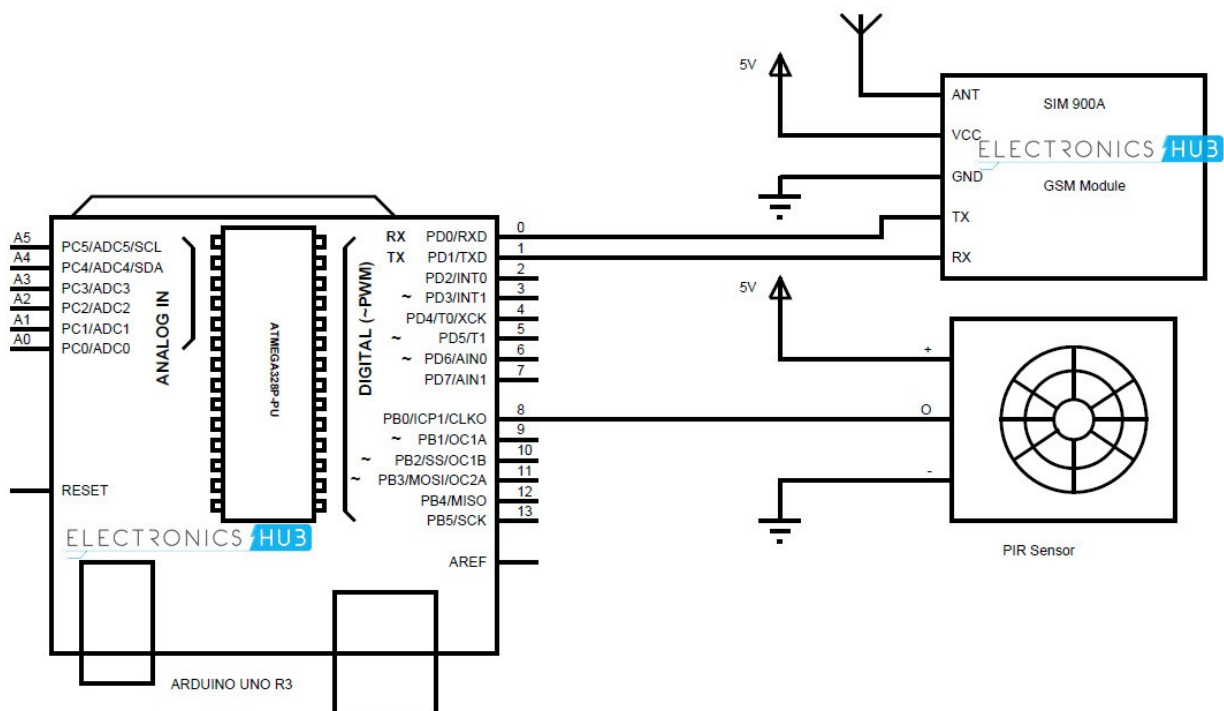 5V
ANT
SIM 900A
VCC
ELECTRONICS HUB
GND
GSM Module
TX
RX
A5
A4
A3
A2
A1
A0
PC5/ADC5/SCL
PC4/ADC4/SDA
PC3/ADC3
PC2/ADC2
PC1/ADC1
PC0/ADC0
ANALOG IN
RESET
ATMEGA328P-PU
DIGITAL (~PWM)
RX PD0/RXD 0
TX PD1/TXD 1
PD2/INT0 2
~ PD3/INT1 3
PD4/T0/XCK 4
~ PD5/T1 5
~ PD6/AIN0 6
PD7/AIN1 7
PB0/ICP1/CLKO 8
~ PB1/OC1A 9
~ PB2/SS/OC1B 10
~ PB3/MOSI/OC2A 11
PB4/MISO 12
PB5/SCK 13
AREF
ELECTRONICS HUB
ARDUINO UNO R3
5V
+
O
-
PIR Sensor